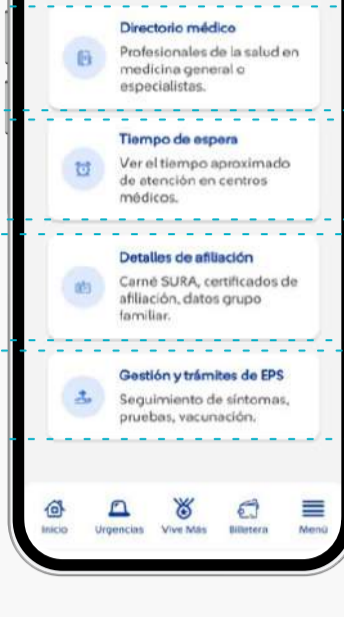 Directorio médico
Profesionales de la salud en
medicina general o
especialistas.
Tiempo de espera
Ver el tiempo aproximado
de atención en centros
médicos.
Detalles de afiliación
Carné SURA, certificados de
afiliación, datos grupo
familiar.
Gestión y trámites de EPS
Seguimiento de síntomas,
pruebas, vacunación.
Inicio Urgencias Vive Más Billetera Menú